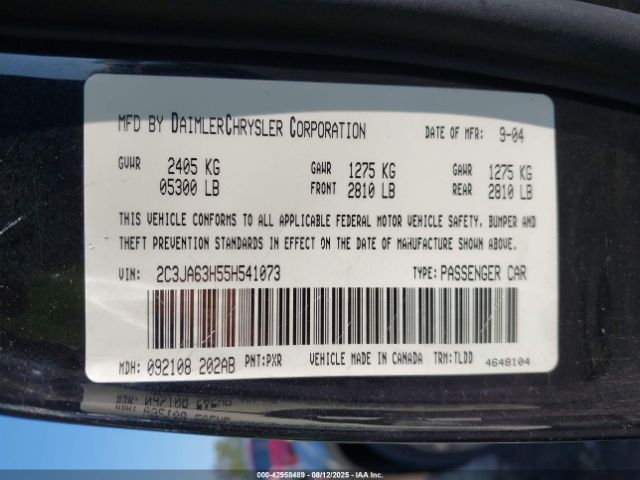 MFD BY DAIMLERCHRYSLER CORPORATION DATE OF MFR: 9-04
GVWR 2405 KG GAWR 1275 KG GAWR 1275 KG
05300 LB FRONT 2810 LB REAR 2810 LB
THIS VEHICLE CONFORMS TO ALL APPLICABLE FEDERAL MOTOR VEHICLE SAFETY, BUMPER AND
THEFT PREVENTION STANDARDS IN EFFECT ON THE DATE OF MANUFACTURE SHOWN ABOVE.
VIN: 2C3JA63H55H541073 TYPE: PASSENGER CAR
MDH: 092108 202AB PNT: PXR VEHICLE MADE IN CANADA TRM: TLDD 4648104
000-42958489 - 08/12/2025 - IAAI.COM